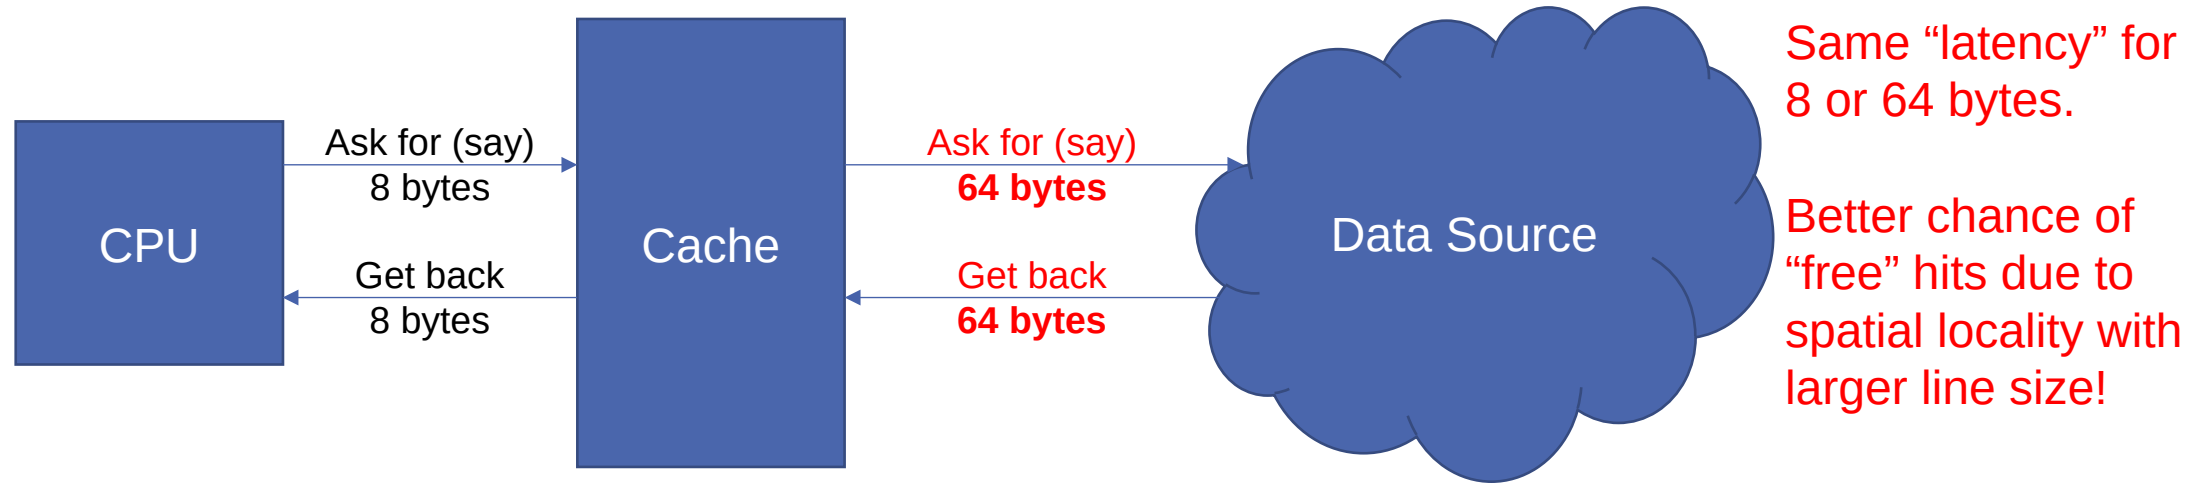 CPU
Ask for (say)
8 bytes
Get back
8 bytes
Cache
Ask for (say)
64 bytes
Get back
64 bytes
Data Source
Same “latency” for
8 or 64 bytes.
Better chance of
“free” hits due to
spatial locality with
larger line size!